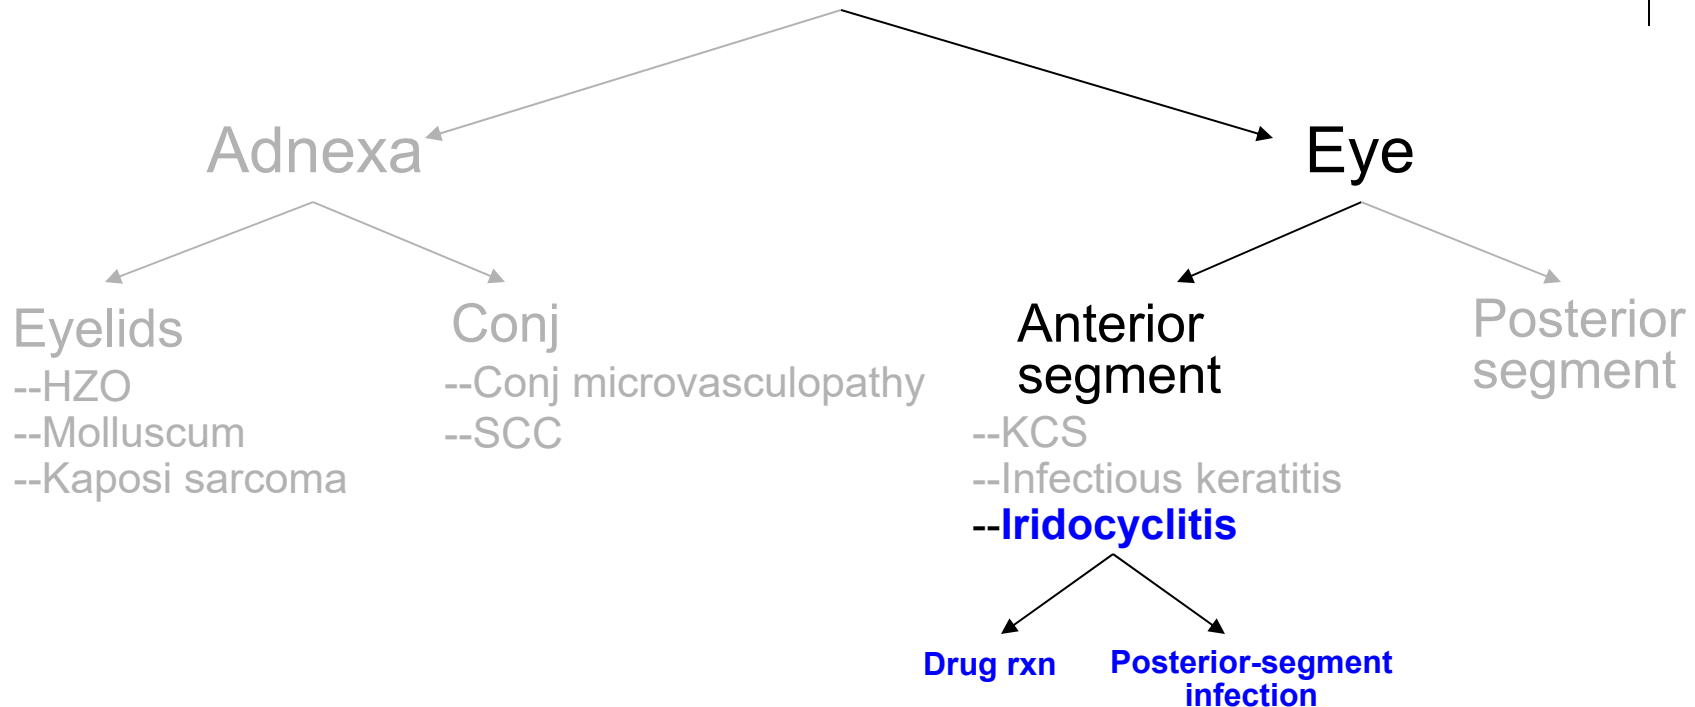 Adnexa
Eye
Eyelids
--HZO
--Molluscum
--Kaposi sarcoma
Conj
--Conj microvasculopathy
--SCC
Anterior
segment
--KCS
--Infectious keratitis
--Iridocyclitis
Drug rxn
Posterior-segment
infection
Posterior
segment